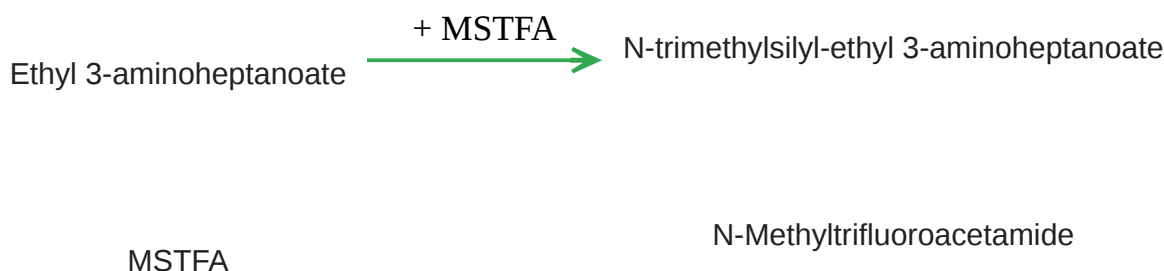 + MSTFA
Ethyl 3-aminoheptanoate
N-trimethylsilyl-ethyl 3-aminoheptanoate
MSTFA
N-Methyltrifluoroacetamide